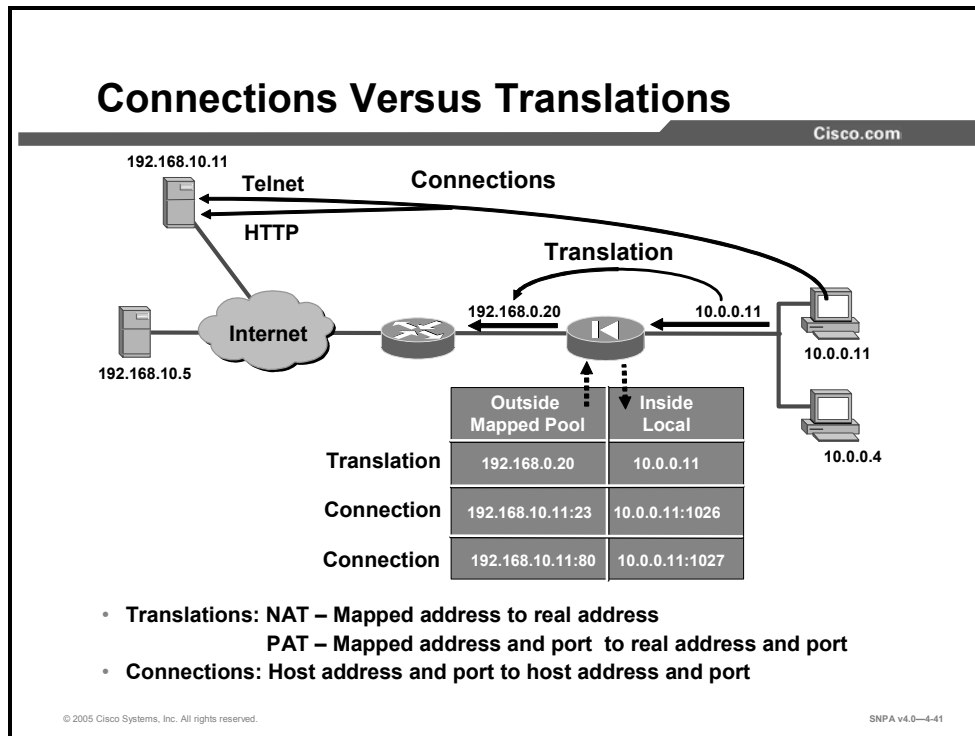 Connections Versus Translations
Cisco.com
192.168.10.11
Telnet
Connections
HTTP
Translation
192.168.0.20
10.0.0.11
Internet
10.0.0.11
192.168.10.5
10.0.0.4
Outside Inside
Mapped Pool Local
Translation 192.168.0.20 10.0.0.11
Connection 192.168.10.11:23 10.0.0.11:1026
Connection 192.168.10.11:80 10.0.0.11:1027
• Translations: NAT – Mapped address to real address
PAT – Mapped address and port to real address and port
• Connections: Host address and port to host address and port
© 2005 Cisco Systems, Inc. All rights reserved.
SNPA v4.0—4-41